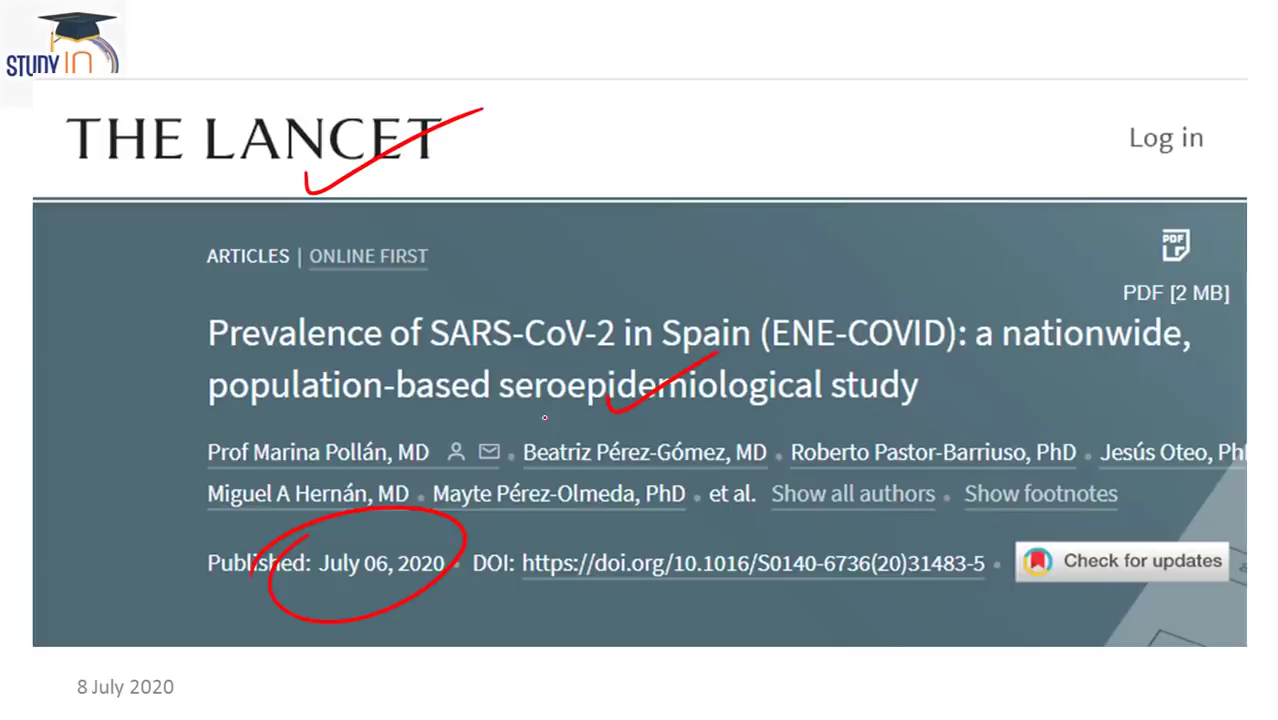 STUDY IN
THE LANCET
Log in
ARTICLES | ONLINE FIRST
PDF
PDF [2 MB]
Prevalence of SARS-CoV-2 in Spain (ENE-COVID): a nationwide,
population-based seroepidemiological study
Prof Marina Pollán, MD • Beatriz Pérez-Gómez, MD • Roberto Pastor-Barriuso, PhD • Jesús Oteo, Ph
Miguel A Hernán, MD • Mayte Pérez-Olmeda, PhD • et al. Show all authors • Show footnotes
Published: July 06, 2020 • DOI: https://doi.org/10.1016/S0140-6736(20)31483-5 • Check for updates
8 July 2020